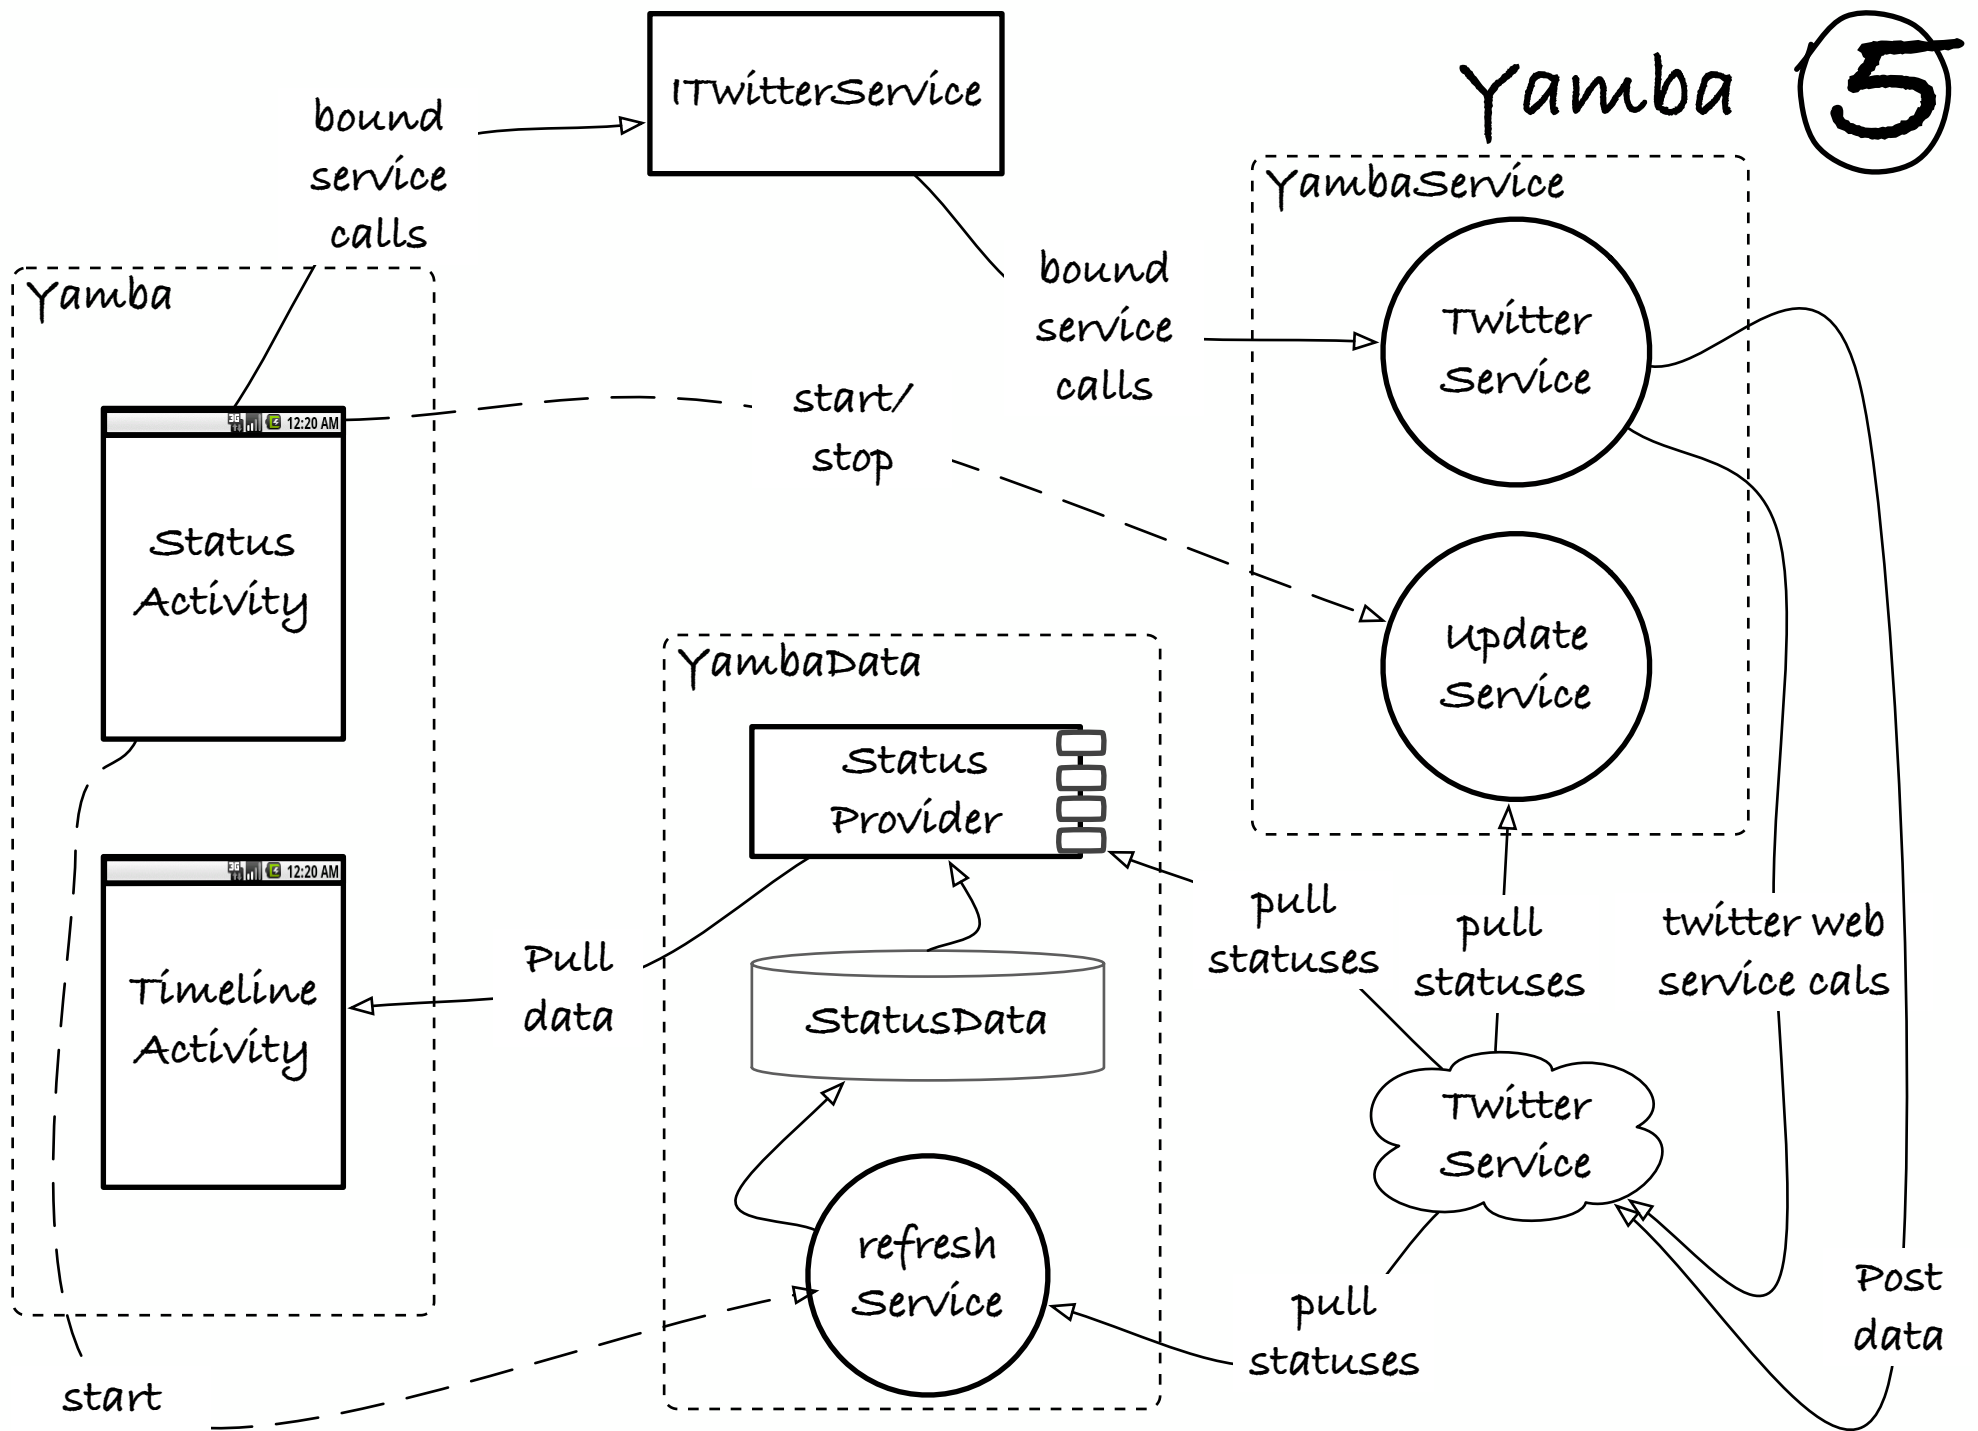 ITwitterService
Yamba
5
bound
service
calls
YambaService
Twitter
Service
bound
service
calls
Yamba
3G
12:20 AM
Status
Activity
start/
stop
Update
Service
YambaData
Status
Provider
3G
12:20 AM
Timeline
Activity
Pull
data
StatusData
pull
statuses
pull
statuses
twitter web
service cals
Twitter
Service
refresh
Service
pull
statuses
Post
data
start